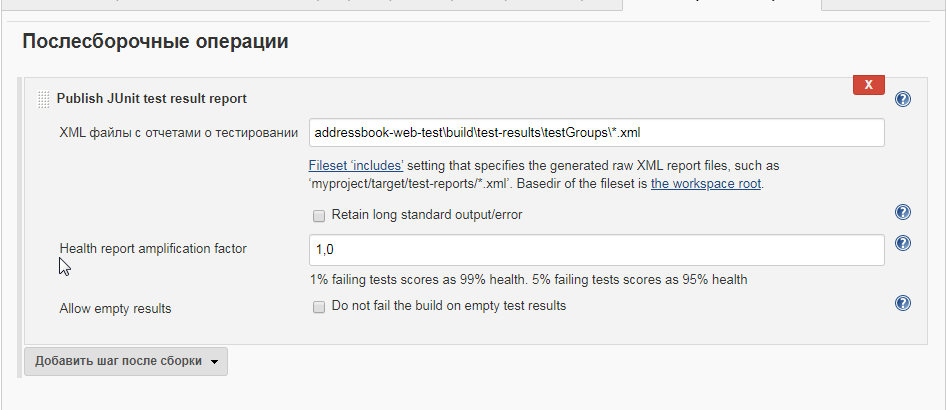 Послесборочные операции
X
Publish JUnit test result report
XML файлы с отчетами о тестировании
addressbook-web-test\build\test-results\testGroups\*.xml
Fileset ‘includes’ setting that specifies the generated raw XML report files, such as
‘myproject/target/test-reports/*.xml’. Basedir of the fileset is the workspace root.
Retain long standard output/error
Health report amplification factor
1,0
1% failing tests scores as 99% health. 5% failing tests scores as 95% health
Allow empty results
Do not fail the build on empty test results
Добавить шаг после сборки